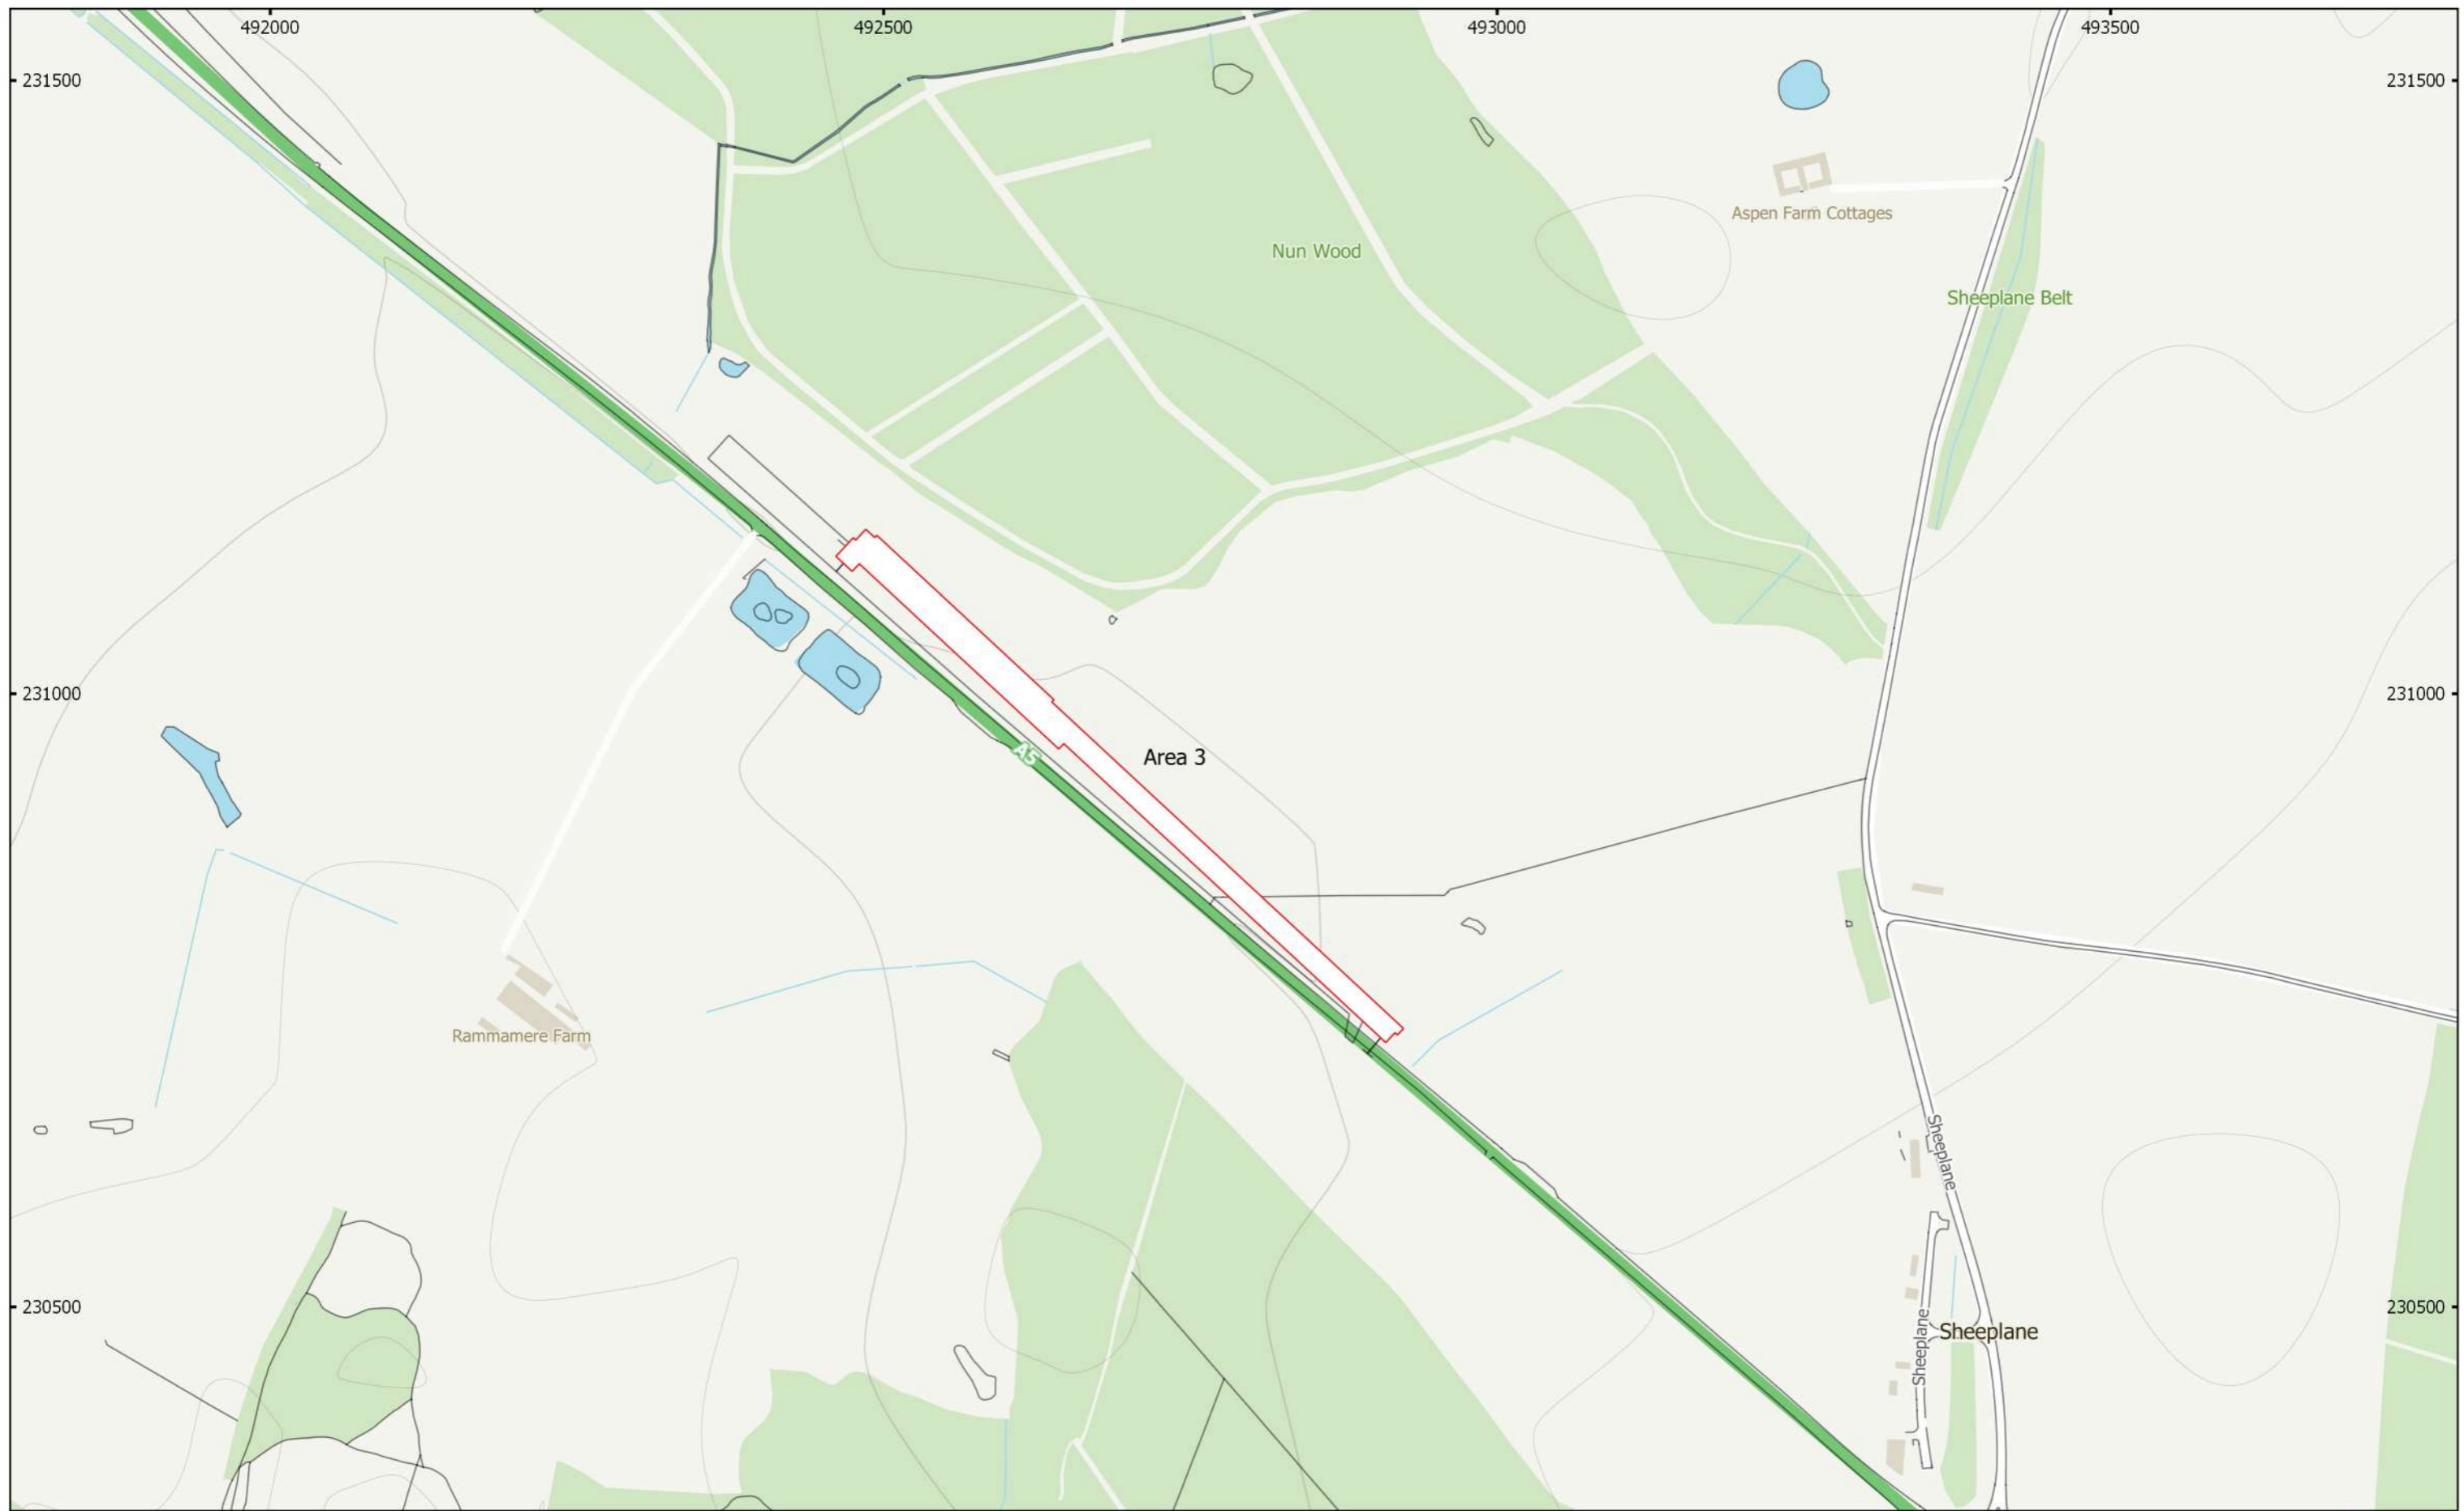 492000
492500
493000
493500
231500
231500
Aspen Farm Cottages
Nun Wood
Sheeplane Belt
231000
231000
A5
Area 3
Rammamere Farm
Sheeplane
230500
230500
Sheeplane
Sheeplane